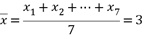 x̅ = (x₁ + x₂ + ⋯ + x₇) / 7 = 3